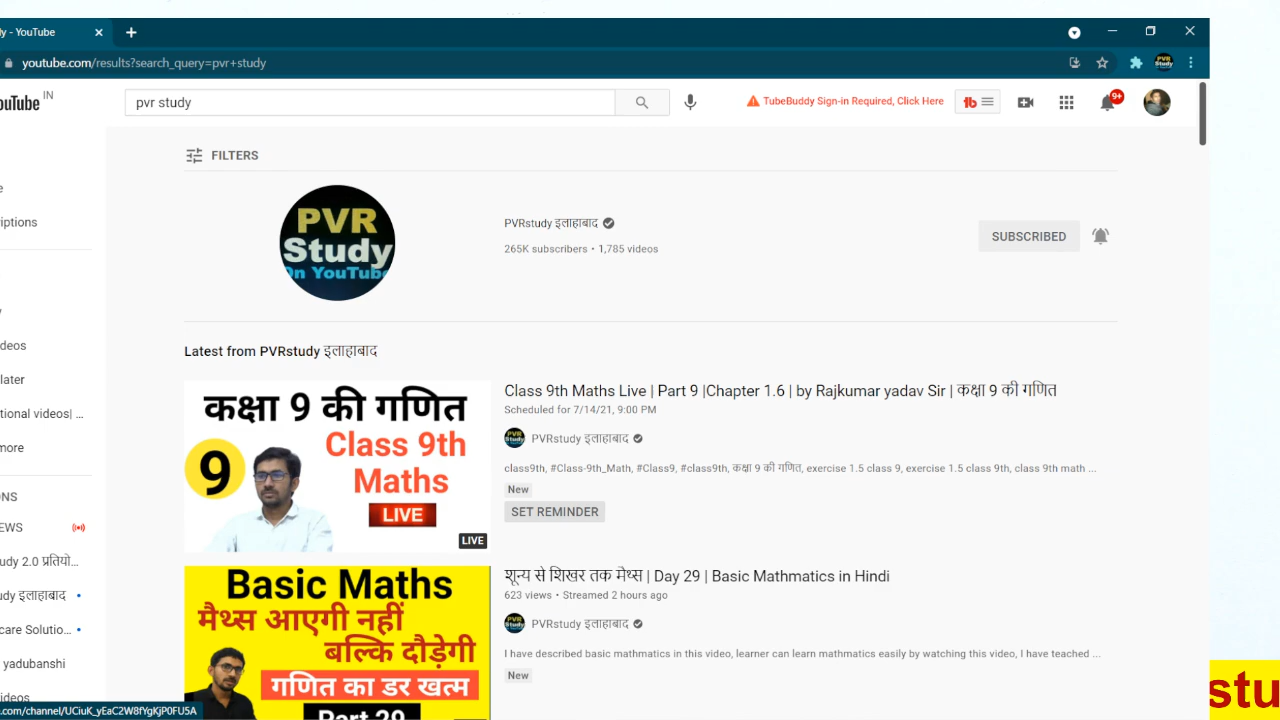 dy - YouTube
youtube.com/results?search_query=pvr+study
ouTube IN
pvr study
TubeBuddy Sign-in Required, Click Here
9+
FILTERS
PVR
Study
On YouTube
PVRstudy इलाहाबाद
265K subscribers • 1,785 videos
SUBSCRIBED
Latest from PVRstudy इलाहाबाद
कक्षा 9 की गणित
9
Class 9th
Maths
LIVE
LIVE
Class 9th Maths Live | Part 9 |Chapter 1.6 | by Rajkumar yadav Sir | कक्षा 9 की गणित
Scheduled for 7/14/21, 9:00 PM
PVRstudy इलाहाबाद
class9th, #Class-9th_Math, #Class9, #class9th, कक्षा 9 की गणित, exercise 1.5 class 9, exercise 1.5 class 9th, class 9th math ...
New
SET REMINDER
Basic Maths
मैथ्स आएगी नहीं
बल्कि दौड़ेगी
गणित का डर खत्म
Part 29
शून्य से शिखर तक मेथ्स | Day 29 | Basic Mathmatics in Hindi
623 views • Streamed 2 hours ago
PVRstudy इलाहाबाद
I have described basic mathmatics in this video, learner can learn mathmatics easily by watching this video, I have teached ...
New
e
iptions
deos
later
tional videos| ...
more
NS
EWS
udy 2.0 प्रतियो...
dy इलाहाबाद
care Solutio...
yadubanshi
videos
.com/channel/UCiuK_yEaC2W8fYgKjP0FU5A
stu